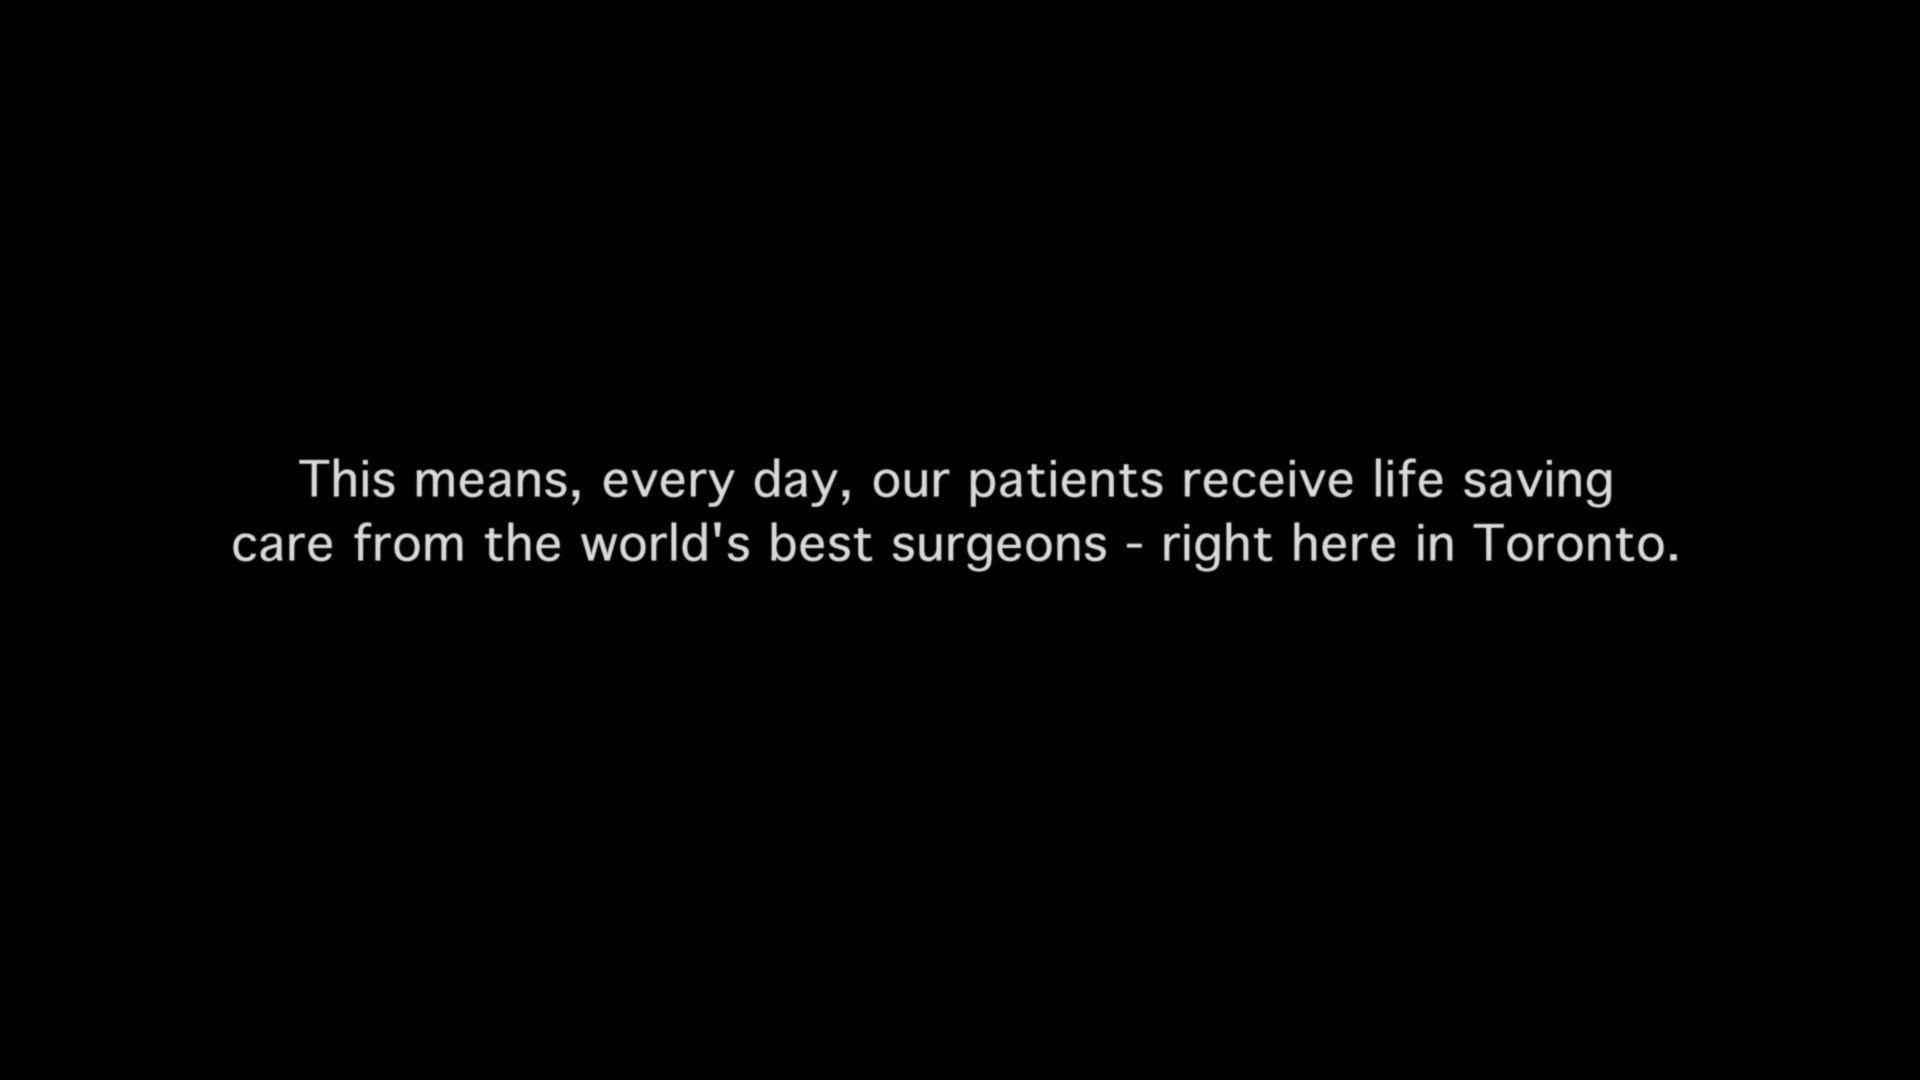 This means, every day, our patients receive life saving
care from the world's best surgeons - right here in Toronto.